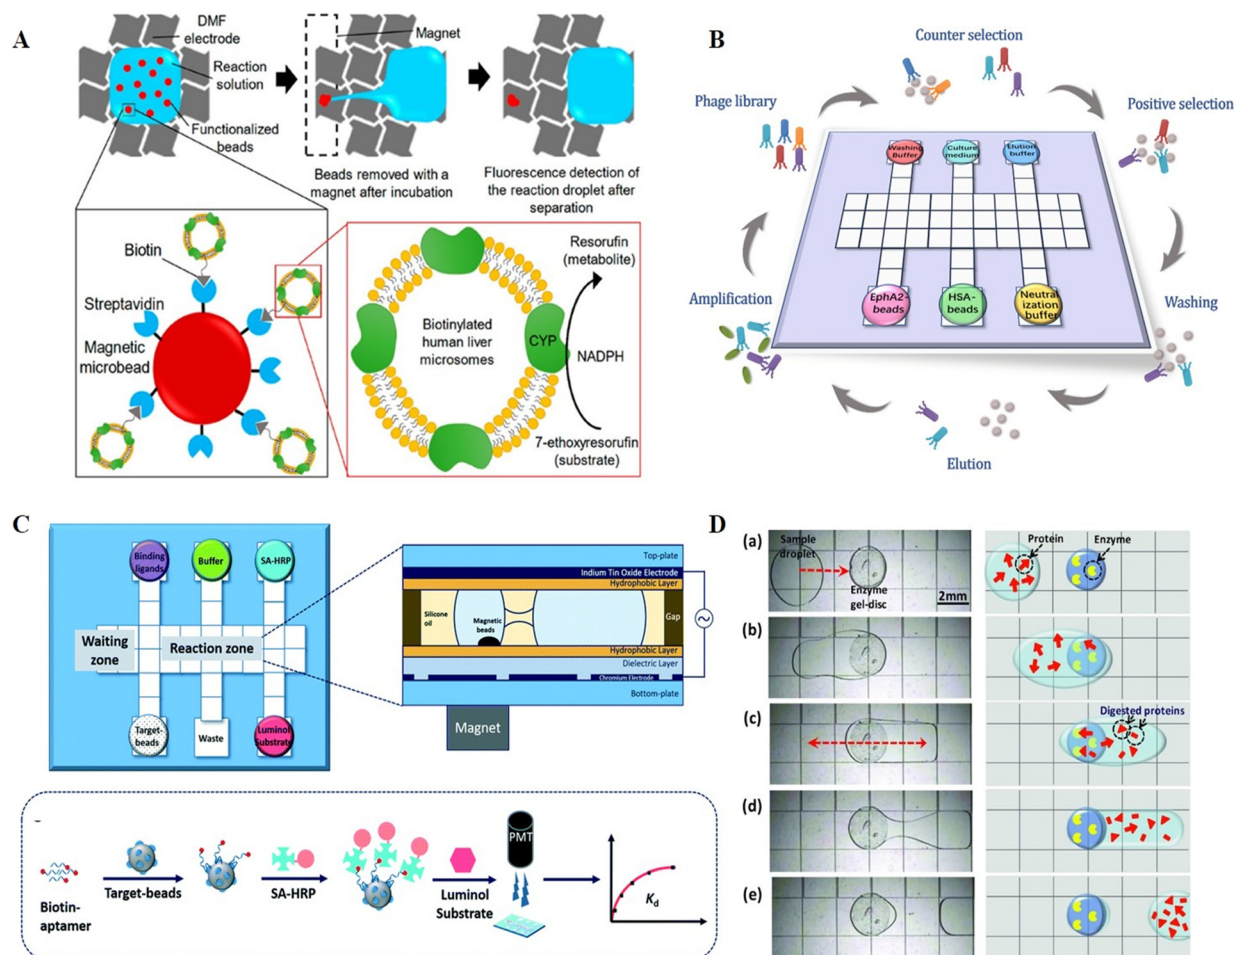 A
DMF
electrode
Reaction
solution
Functionalized
beads
Magnet
Beads removed with a
magnet after incubation
Fluorescence detection of
the reaction droplet after
separation
Biotin
Streptavidin
Magnetic
microbead
Resorufin
(metabolite)
Biotinylated
human liver
microsomes
CYP
NADPH
7-ethoxyresorufin
(substrate)
B
Counter selection
Phage library
Positive selection
Washing
Buffer
Culture
medium
Elution
buffer
Amplification
EphA2-
beads
HSA-
beads
Neutral
ization
buffer
Washing
Elution
C
Binding
ligands
Buffer
SA-HRP
Waiting
zone
Reaction zone
Target-
beads
Waste
Luminol
Substrate
Top-plate
Indium Tin Oxide Electrode
Hydrophobic Layer
Silicone
oil
Magnetic
beads
Gap
Hydrophobic Layer
Dielectric Layer
Chromium Electrode
Bottom-plate
Magnet
Biotin-
aptamer
Target-beads
SA-HRP
Luminol
Substrate
PMT
Kd
D
(a)
Sample
droplet
Enzyme
gel-disc
2mm
Protein
Enzyme
(b)
(c)
Digested proteins
(d)
(e)